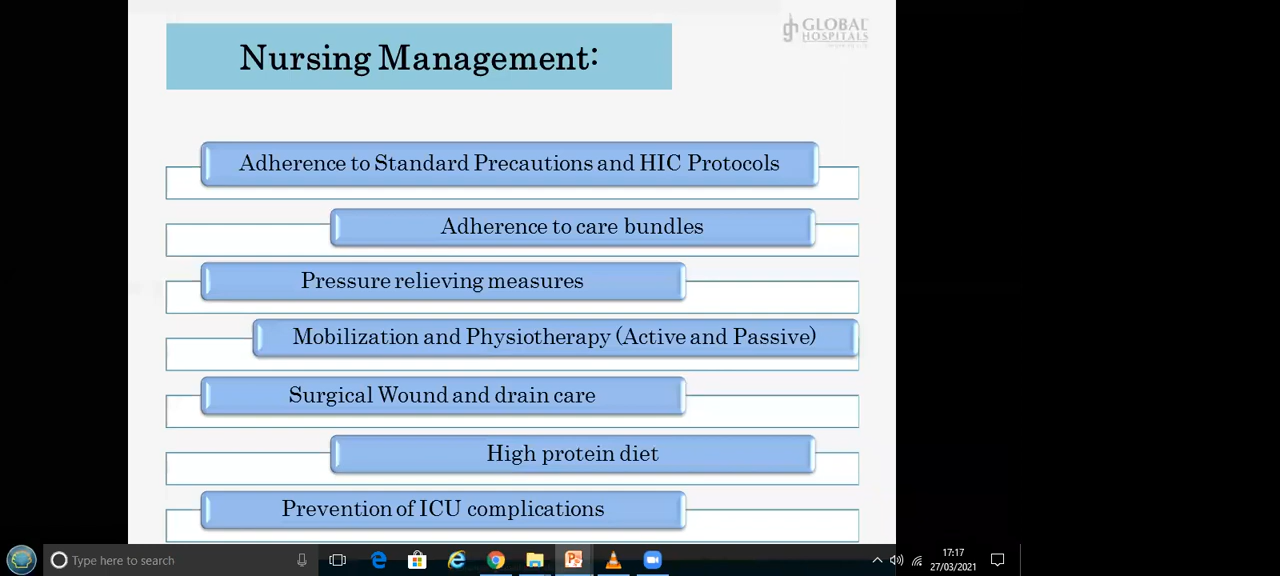 Nursing Management:
GLOBAL
HOSPITALS
Adherence to Standard Precautions and HIC Protocols
Adherence to care bundles
Pressure relieving measures
Mobilization and Physiotherapy (Active and Passive)
Surgical Wound and drain care
High protein diet
Prevention of ICU complications
Type here to search
17:17
27/03/2021